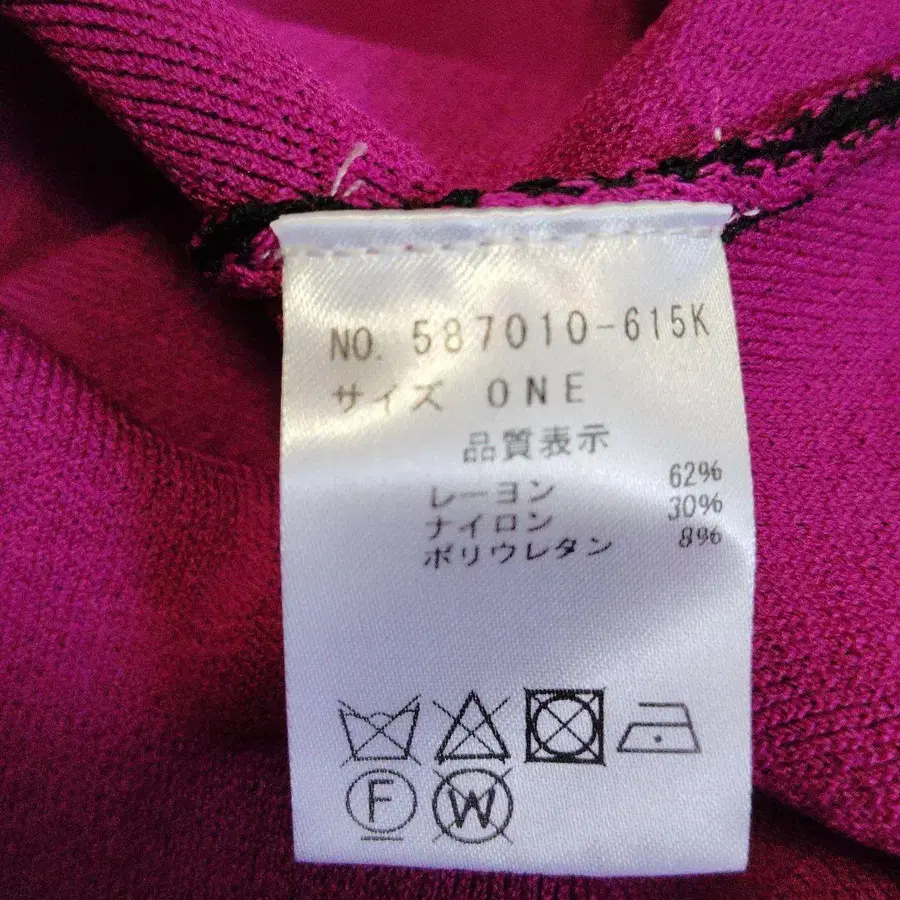 NO. 587010-615K
サイズ ONE
品質表示
レーヨン 62%
ナイロン 30%
ポリウレタン 8%
F
W